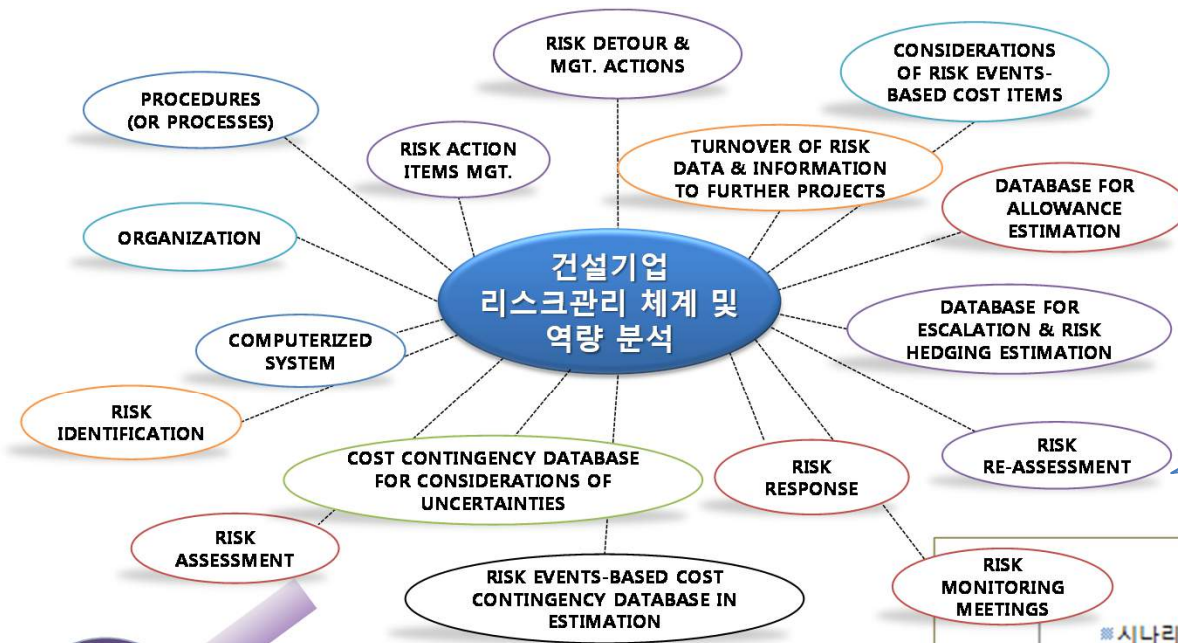 RISK DETOUR &
MGT. ACTIONS
CONSIDERATIONS
OF RISK EVENTS-
BASED COST ITEMS
PROCEDURES
(OR PROCESSES)
RISK ACTION
ITEMS MGT.
TURNOVER OF RISK
DATA & INFORMATION
TO FURTHER PROJECTS
DATABASE FOR
ALLOWANCE
ESTIMATION
ORGANIZATION
건설기업
리스크관리 체계 및
역량 분석
DATABASE FOR
ESCALATION & RISK
HEDGING ESTIMATION
COMPUTERIZED
SYSTEM
RISK
IDENTIFICATION
COST CONTINGENCY DATABASE
FOR CONSIDERATIONS OF
UNCERTAINTIES
RISK
RESPONSE
RISK
RE-ASSESSMENT
RISK
ASSESSMENT
RISK EVENTS-BASED COST
CONTINGENCY DATABASE IN
ESTIMATION
RISK
MONITORING
MEETINGS
시나리